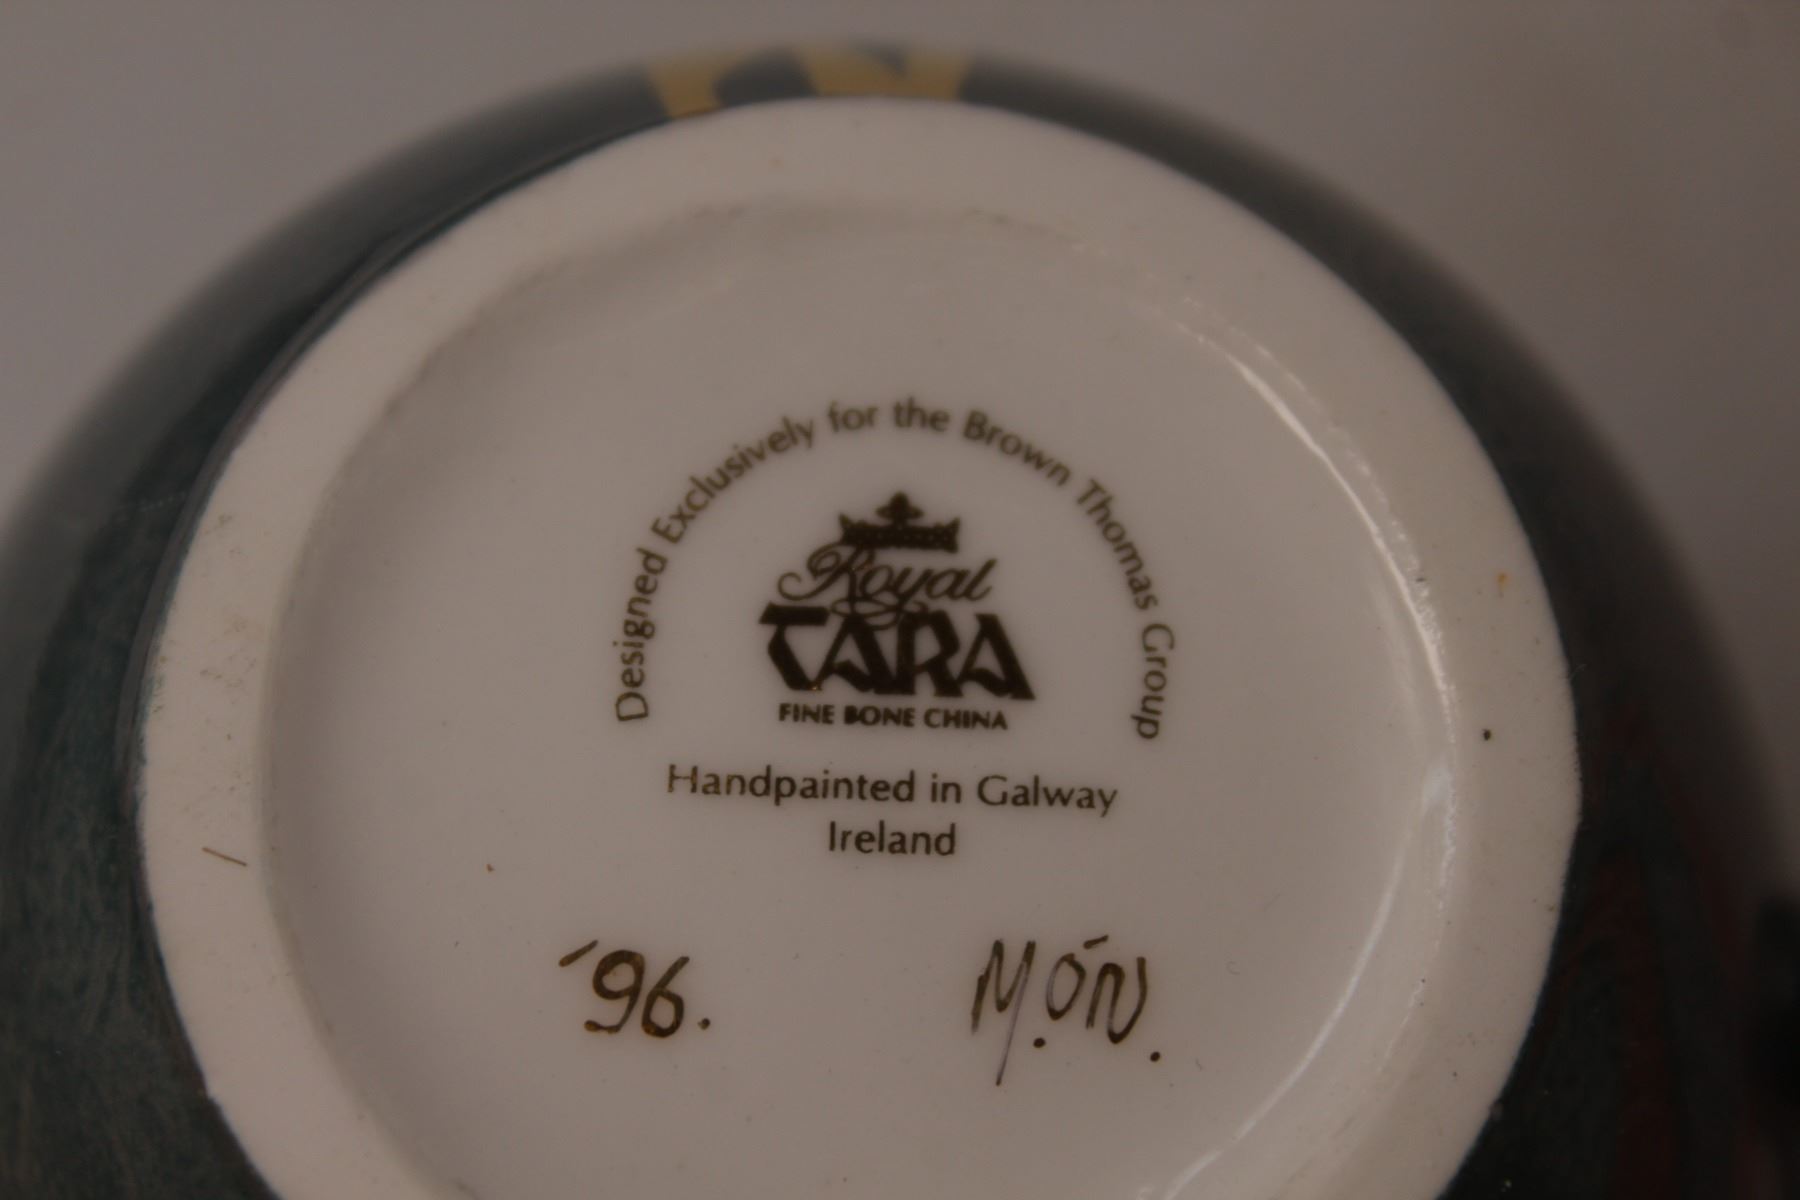 Designed Exclusively for the Brown Thomas Group
Royal
TARA
FINE BONE CHINA
Handpainted in Galway
Ireland
'96.
M.ÓN.